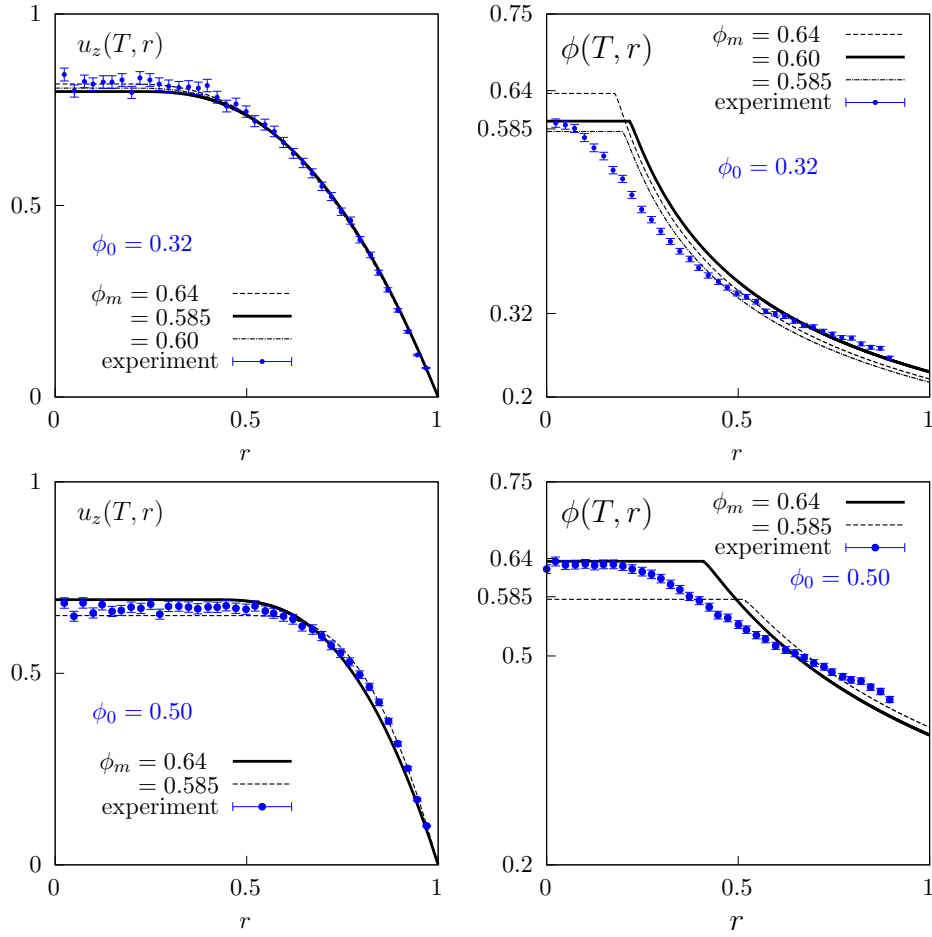 1
u_z(T, r)
0.5
ϕ_0 = 0.32
ϕ_m = 0.64
= 0.585
= 0.60
experiment
0
0
0.5
1
r
0.75
ϕ(T, r)
ϕ_m = 0.64
= 0.60
= 0.585
experiment
0.64
0.585
ϕ_0 = 0.32
0.32
0.2
0
0.5
1
r
1
u_z(T, r)
0.5
ϕ_0 = 0.50
ϕ_m = 0.64
= 0.585
experiment
0
0
0.5
1
r
0.75
ϕ(T, r)
ϕ_m = 0.64
= 0.585
experiment
0.64
ϕ_0 = 0.50
0.585
0.5
0.2
0
0.5
1
r